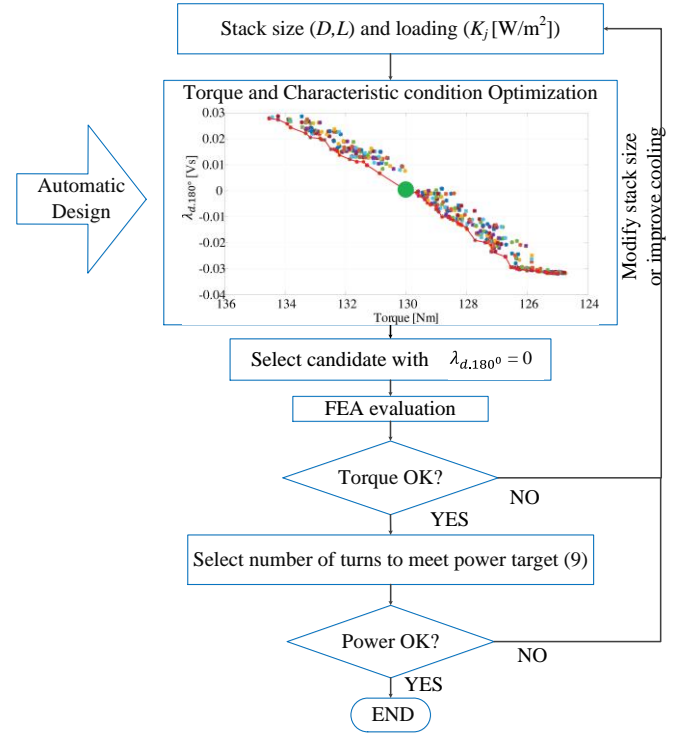 Stack size (D,L) and loading (Kj [W/m²])
Torque and Characteristic condition Optimization
0.03
0.02
0.01
0
-0.01
-0.02
-0.03
-0.04
λd.180° [Vs]
136
134
132
130
128
126
124
Torque [Nm]
Automatic
Design
Modify stack size
or improve cooling
Select candidate with λd.180⁰ = 0
FEA evaluation
Torque OK?
NO
YES
Select number of turns to meet power target (9)
Power OK?
NO
YES
END